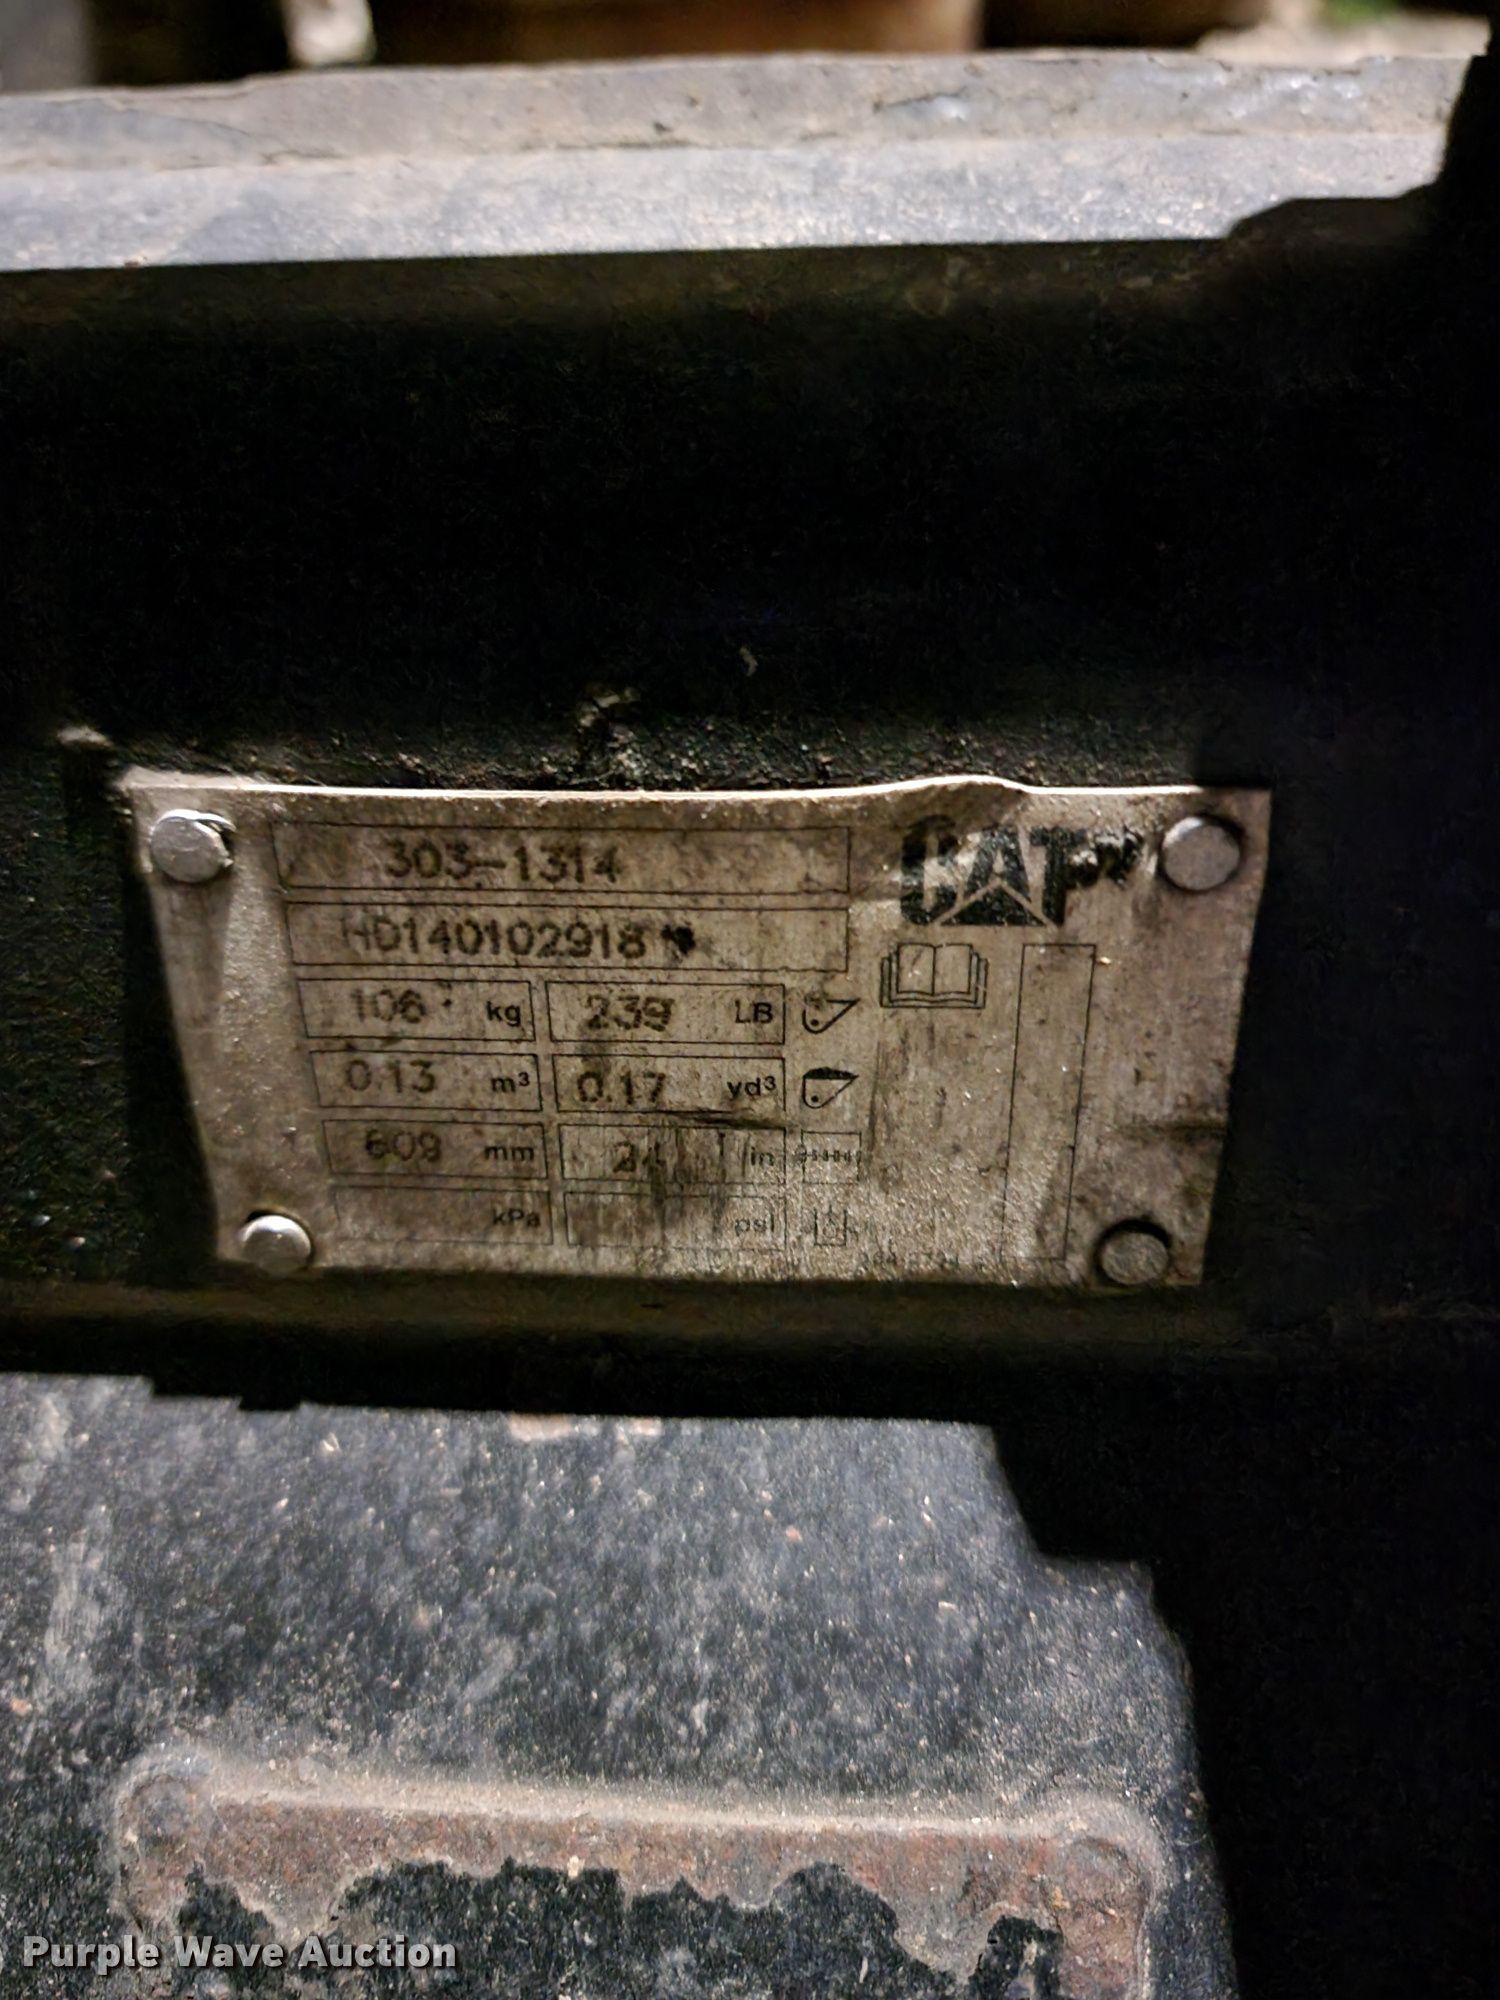 303-1314
CAT
HD140102918
106 kg 239 LB
0.13 m³ 0.17 yd³
609 mm 24 in
kPa psi
Purple Wave Auction